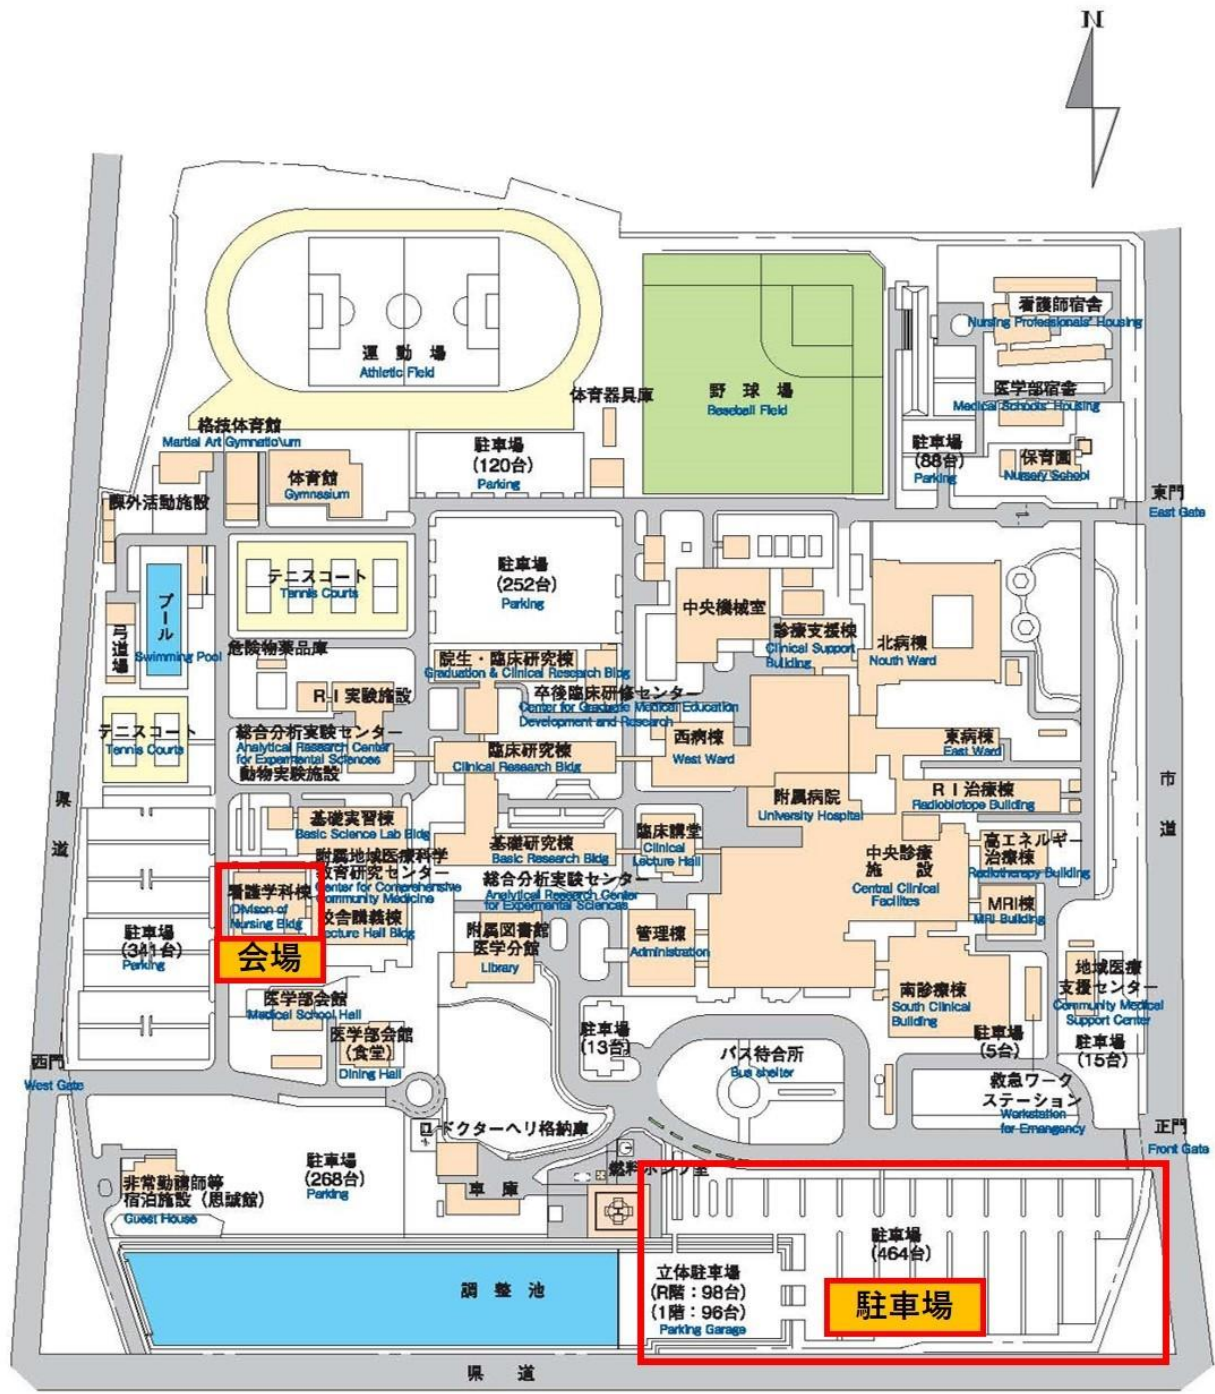 N
運動場
Athletic Field
体育器具庫
野球場
Baseball Field
看護師宿舎
Nursing Professionals' Housing
医学部宿舎
Medical Schools' Housing
格技体育館
Martial Art Gymnatio\um
体育館
Gymnasium
駐車場
(120台)
Parking
駐車場
(88台)
Parking
保育園
Nursery School
課外活動施設
東門
East Gate
テニスコート
Tennis Courts
駐車場
(252台)
Parking
プール
Swimming Pool
弓道場
中央機械室
診療支援棟
Clinical Support
Building
北病棟
Nouth Ward
危険物薬品庫
院生・臨床研究棟
Graduation & Clinical Research Bldg
R-I 実験施設
卒後臨床研修センター
Center for Graduate Medical Education
Development and Research
テニスコート
Tennis Courts
総合分析実験センター
Analytical Research Center
for Experimental Sciences
動物実験施設
臨床研究棟
Clinical Research Bldg
西病棟
West Ward
東病棟
East Ward
県道
市道
附属病院
University Hospital
R I 治療棟
Radiobiotope Building
基礎実習棟
Basic Science Lab Bldg
基礎研究棟
Basic Research Bldg
臨床講堂
Clinical
Lecture Hall
高エネルギー
治療棟
Radiotherapy Building
附属地域医療科学
教育研究センター
Center for Comprehensive
Community Medicine
総合分析実験センター
Analytical Research Center
for Experimental Sciences
中央診療
施設
Central Clinical
Facilites
看護学科棟
Divison of
Nursing Bldg
校舎講義棟
Lecture Hall Bldg
MRI棟
MRI Building
駐車場
(341台)
Parking
会場
附属図書館
医学分館
Library
管理棟
Administration
地域医療
支援センター
Community Medical
Support Center
南診療棟
South Clinical
Building
医学部会館
Medical School Hall
医学部会館
(食堂)
Dining Hall
駐車場
(13台)
バス待合所
Bus shelter
駐車場
(5台)
駐車場
(15台)
西門
West Gate
救急ワーク
ステーション
Workstation
for Emargancy
正門
Front Gate
ドクターヘリ格納庫
燃料ポンプ室
駐車場
(268台)
Parking
非常勤講師等
宿泊施設（思誠館）
Guest House
車庫
駐車場
(464台)
調整池
立体駐車場
(R階：98台)
(1階：96台)
Parking Garage
駐車場
県道